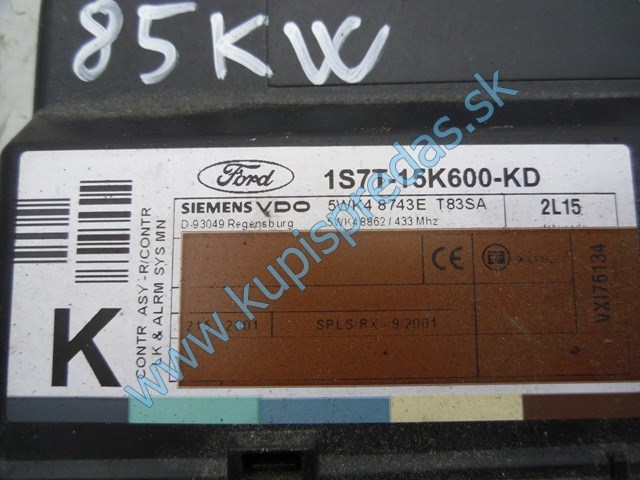 85KW
Ford 1S7T-15K600-KD
SIEMENS VDO 5WK4 8743E T83SA 2L15
D-93049 Regensburg 5WK48862 / 433 Mhz
CE
SPLS/RX - 9/2001
VXI76134
K
CONTR ASY -R/CONTR
LK & ALRM SYS MN
www.kupispredas.sk